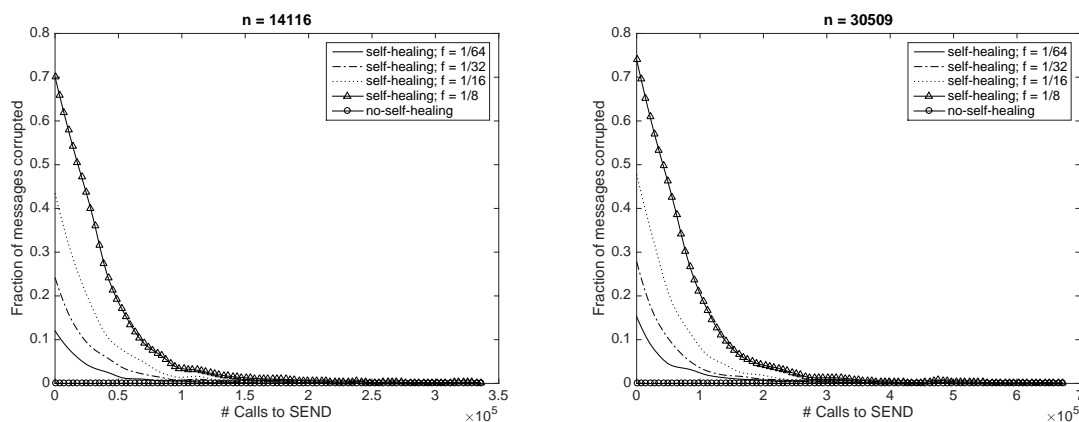 n = 14116
Fraction of messages corrupted
0.8
0.7
0.6
0.5
0.4
0.3
0.2
0.1
0
self-healing; f = 1/64
self-healing; f = 1/32
self-healing; f = 1/16
self-healing; f = 1/8
no-self-healing
0 0.5 1 1.5 2 2.5 3 3.5
# Calls to SEND
×10⁵
n = 30509
Fraction of messages corrupted
0.8
0.7
0.6
0.5
0.4
0.3
0.2
0.1
0
self-healing; f = 1/64
self-healing; f = 1/32
self-healing; f = 1/16
self-healing; f = 1/8
no-self-healing
0 1 2 3 4 5 6 7
# Calls to SEND
×10⁵